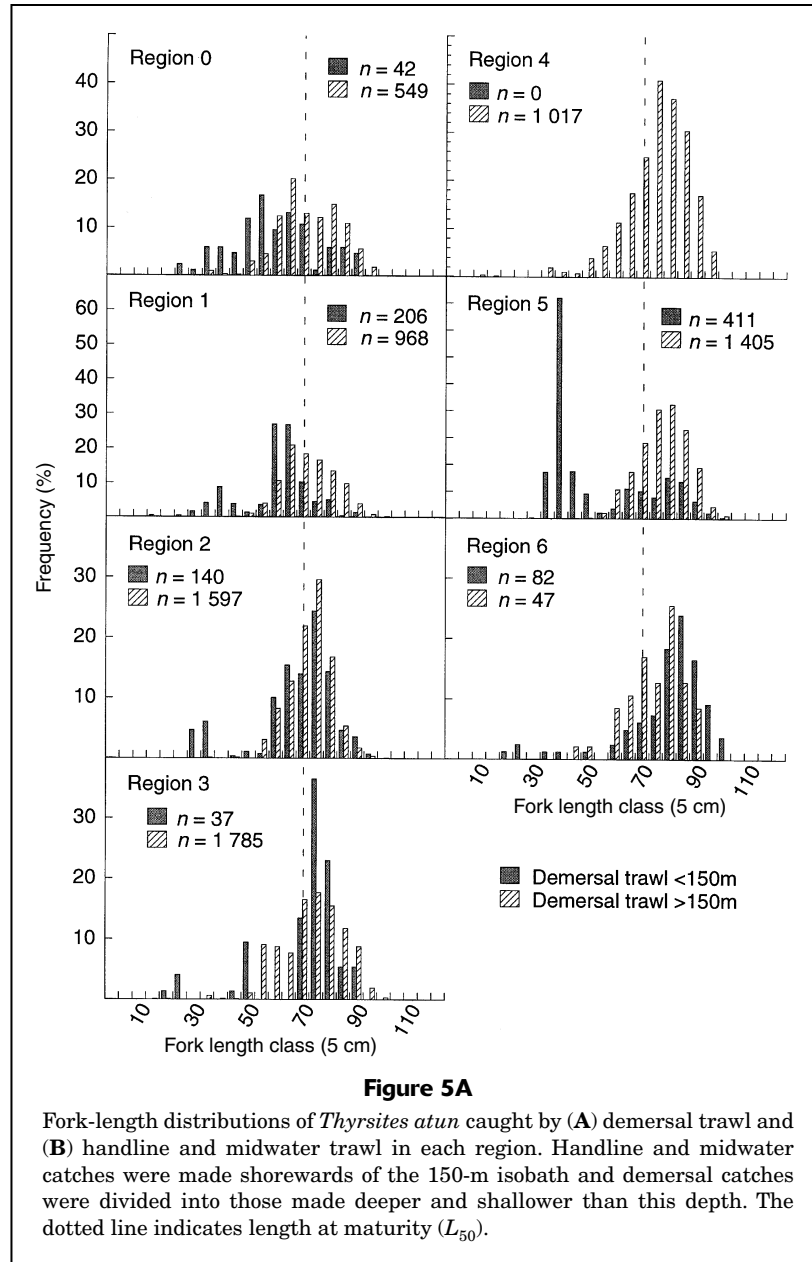 Region 0
n = 42
n = 549
40
30
20
10
Region 4
n = 0
n = 1 017
Region 1
n = 206
n = 968
60
50
40
30
20
10
Region 5
n = 411
n = 1 405
Frequency (%)
Region 2
n = 140
n = 1 597
30
20
10
Region 6
n = 82
n = 47
10 30 50 70 90 110
Fork length class (5 cm)
Region 3
n = 37
n = 1 785
30
20
10
10 30 50 70 90 110
Fork length class (5 cm)
Demersal trawl <150m
Demersal trawl >150m
Figure 5A
Fork-length distributions of Thyrsites atun caught by (A) demersal trawl and
(B) handline and midwater trawl in each region. Handline and midwater
catches were made shorewards of the 150-m isobath and demersal catches
were divided into those made deeper and shallower than this depth. The
dotted line indicates length at maturity (L50).